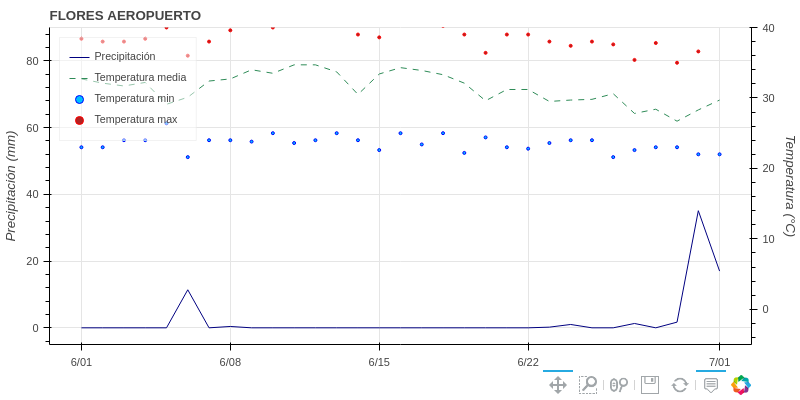 FLORES AEROPUERTO
Precipitación
Temperatura media
Temperatura min
Temperatura max
Precipitación (mm)
80
60
40
20
0
Temperatura (°C)
40
30
20
10
0
6/01 6/08 6/15 6/22 7/01